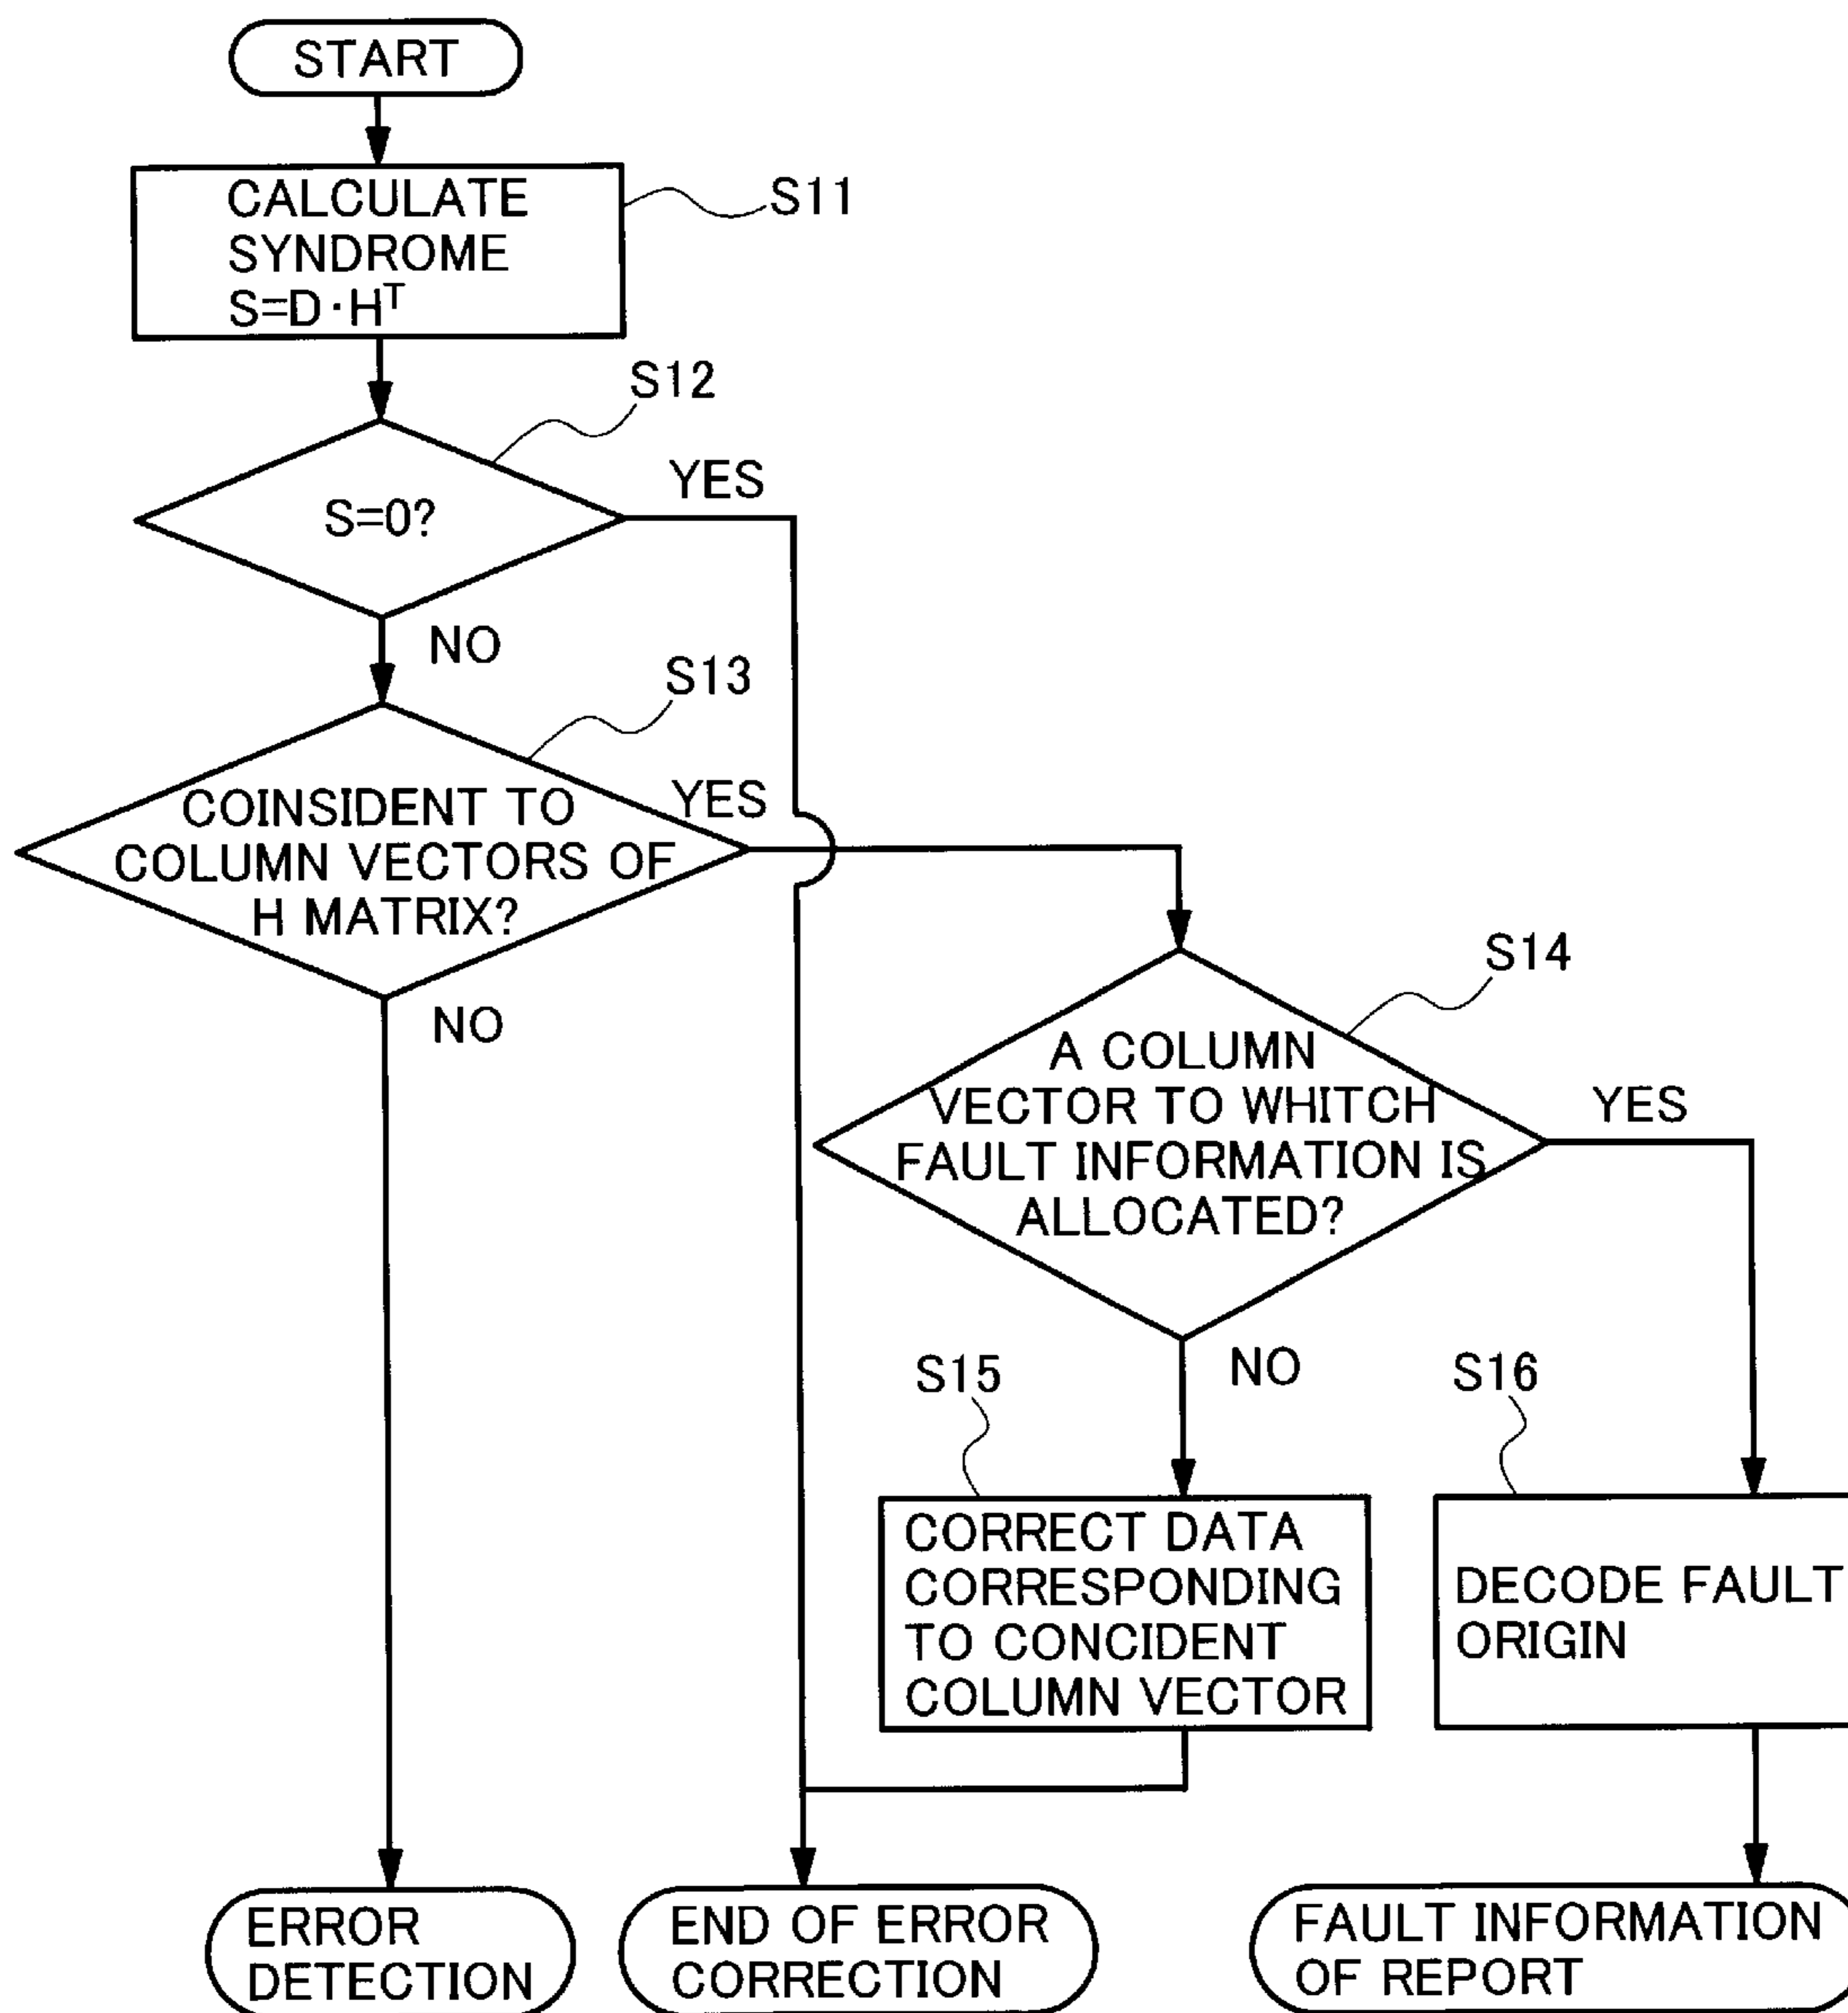 START
CALCULATE
SYNDROME
S=D·Hᵀ
S11
S12
S=0?
YES
NO
S13
COINSIDENT TO
COLUMN VECTORS OF
H MATRIX?
YES
NO
S14
A COLUMN
VECTOR TO WHITCH
FAULT INFORMATION IS
ALLOCATED?
YES
NO
S15
CORRECT DATA
CORRESPONDING
TO CONCIDENT
COLUMN VECTOR
S16
DECODE FAULT
ORIGIN
ERROR
DETECTION
END OF ERROR
CORRECTION
FAULT INFORMATION
OF REPORT